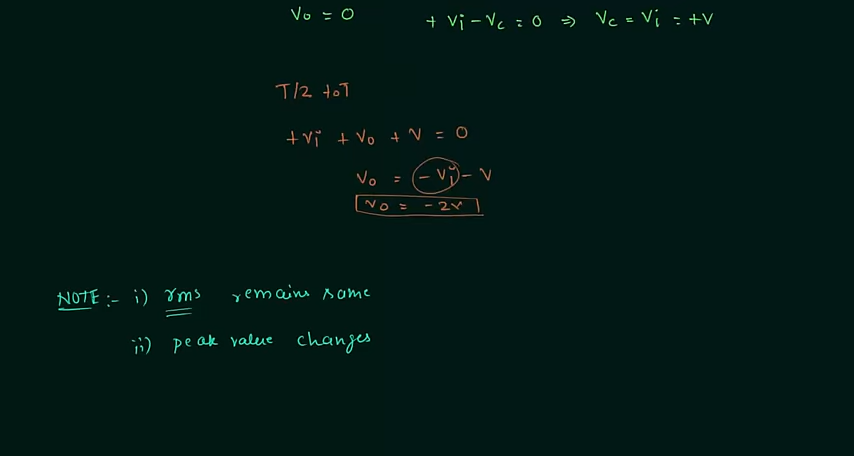 V₀ = 0
+ Vi - Vc = 0 ⇒ Vc = Vi = +V
T/2 to T
+Vi + V₀ + V = 0
V₀ = -Vi - V
V₀ = -2V
NOTE :- i) rms remains same
ii) peak value changes